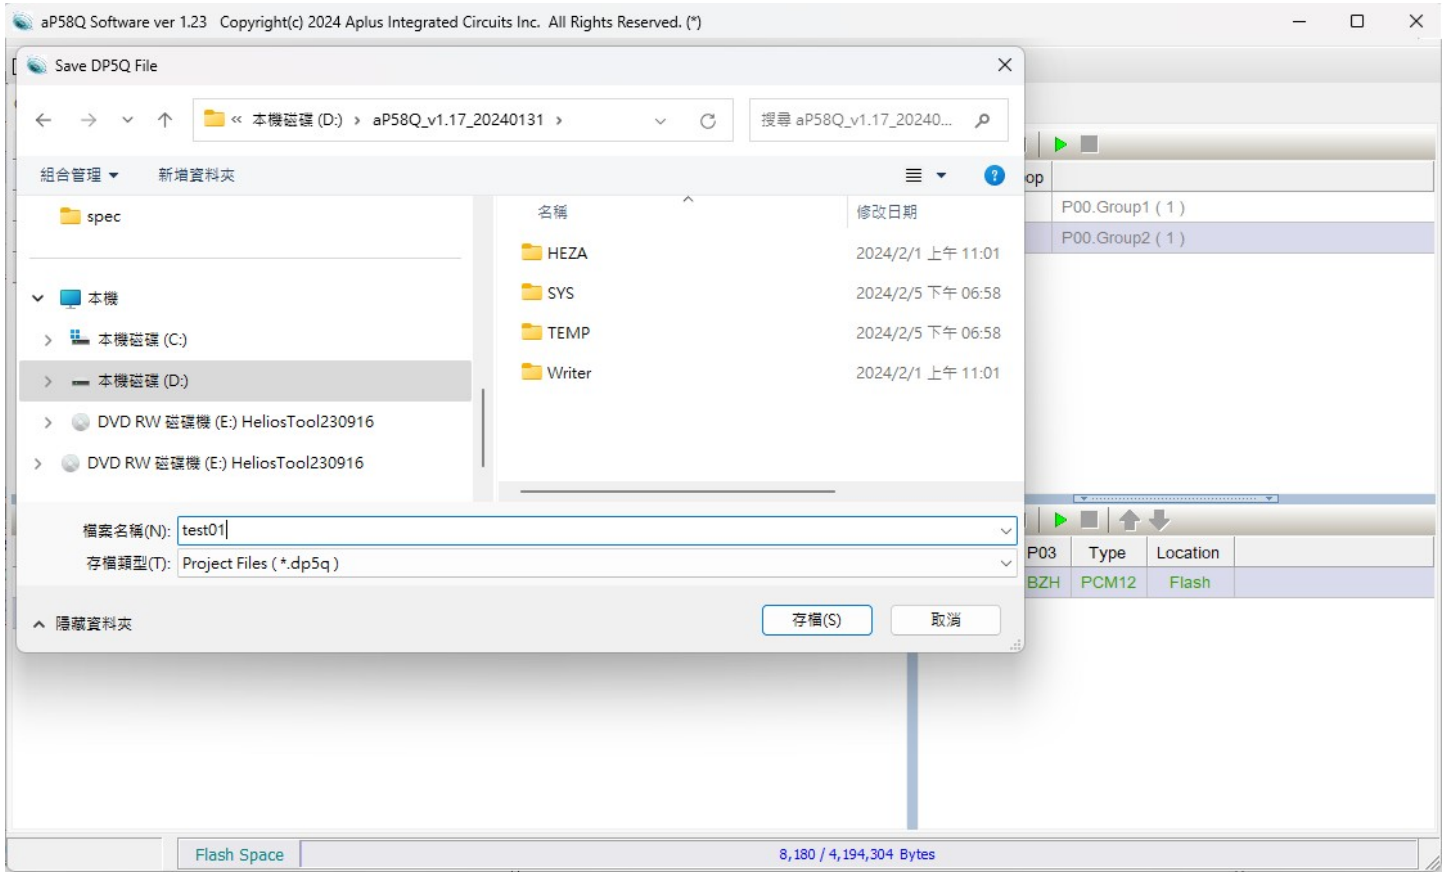 aP58Q Software ver 1.23   Copyright(c) 2024 Aplus Integrated Circuits Inc.  All Rights Reserved. (*)
Save DP5Q File
« 本機磁碟 (D:) › aP58Q_v1.17_20240131 ›
搜尋 aP58Q_v1.17_20240...
組合管理
新增資料夾
spec
本機
本機磁碟 (C:)
本機磁碟 (D:)
DVD RW 磁碟機 (E:) HeliosTool230916
DVD RW 磁碟機 (E:) HeliosTool230916
名稱 修改日期
HEZA 2024/2/1 上午 11:01
SYS 2024/2/5 下午 06:58
TEMP 2024/2/5 下午 06:58
Writer 2024/2/1 上午 11:01
檔案名稱(N): test01
存檔類型(T): Project Files ( *.dp5q )
隱藏資料夾
存檔(S) 取消
op
P00.Group1 ( 1 )
P00.Group2 ( 1 )
P03 Type Location
BZH PCM12 Flash
Flash Space 8,180 / 4,194,304 Bytes